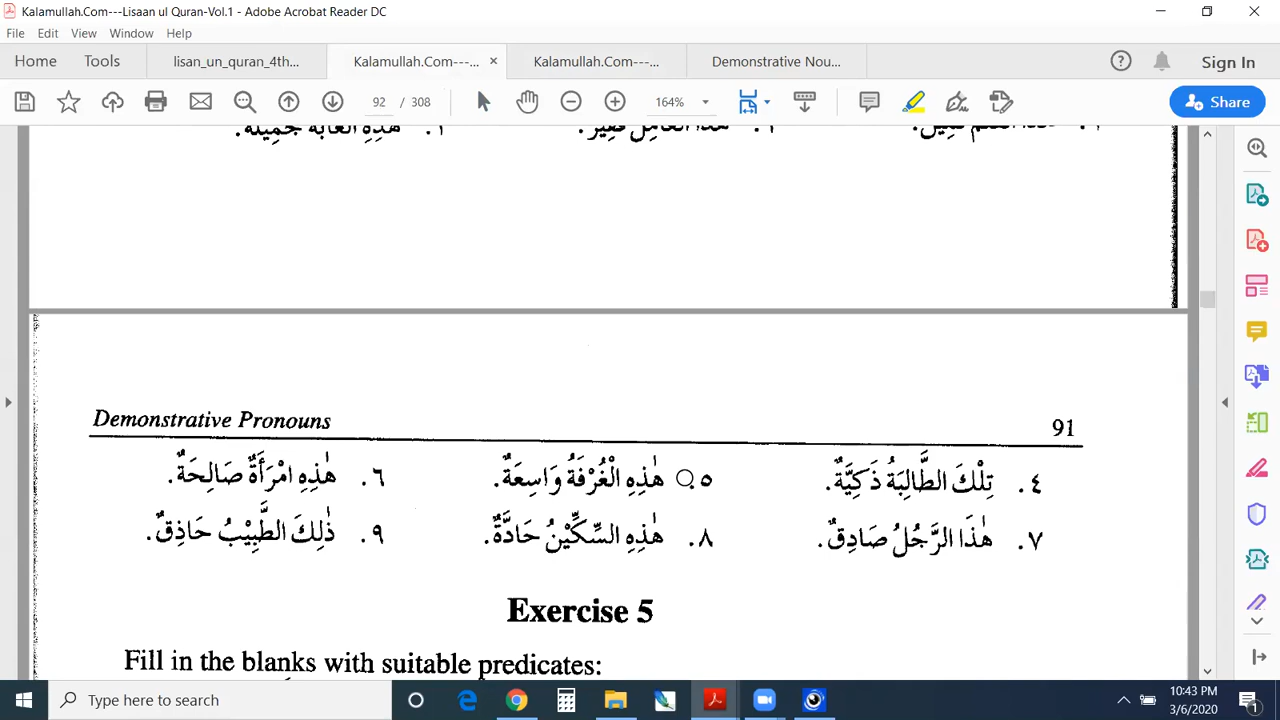 Kalamullah.Com---Lisaan ul Quran-Vol.1 - Adobe Acrobat Reader DC
File Edit View Window Help
Home Tools lisan_un_quran_4th... Kalamullah.Com---... × Kalamullah.Com---... Demonstrative Nou... Sign In
92 / 308 164% Share
Demonstrative Pronouns 91
٤. تِلْكَ الطَّالِبَةُ ذَكِيَّةٌ. ٥. هٰذِهِ الْغُرْفَةُ وَاسِعَةٌ. ٦. هٰذِهِ امْرَأَةٌ صَالِحَةٌ.
٧. هٰذَا الرَّجُلُ صَادِقٌ. ٨. هٰذِهِ السِّكِّيْنُ حَادَّةٌ. ٩. ذٰلِكَ الطَّبِيْبُ حَاذِقٌ.
Exercise 5
Fill in the blanks with suitable predicates:
Type here to search
10:43 PM
3/6/2020
1